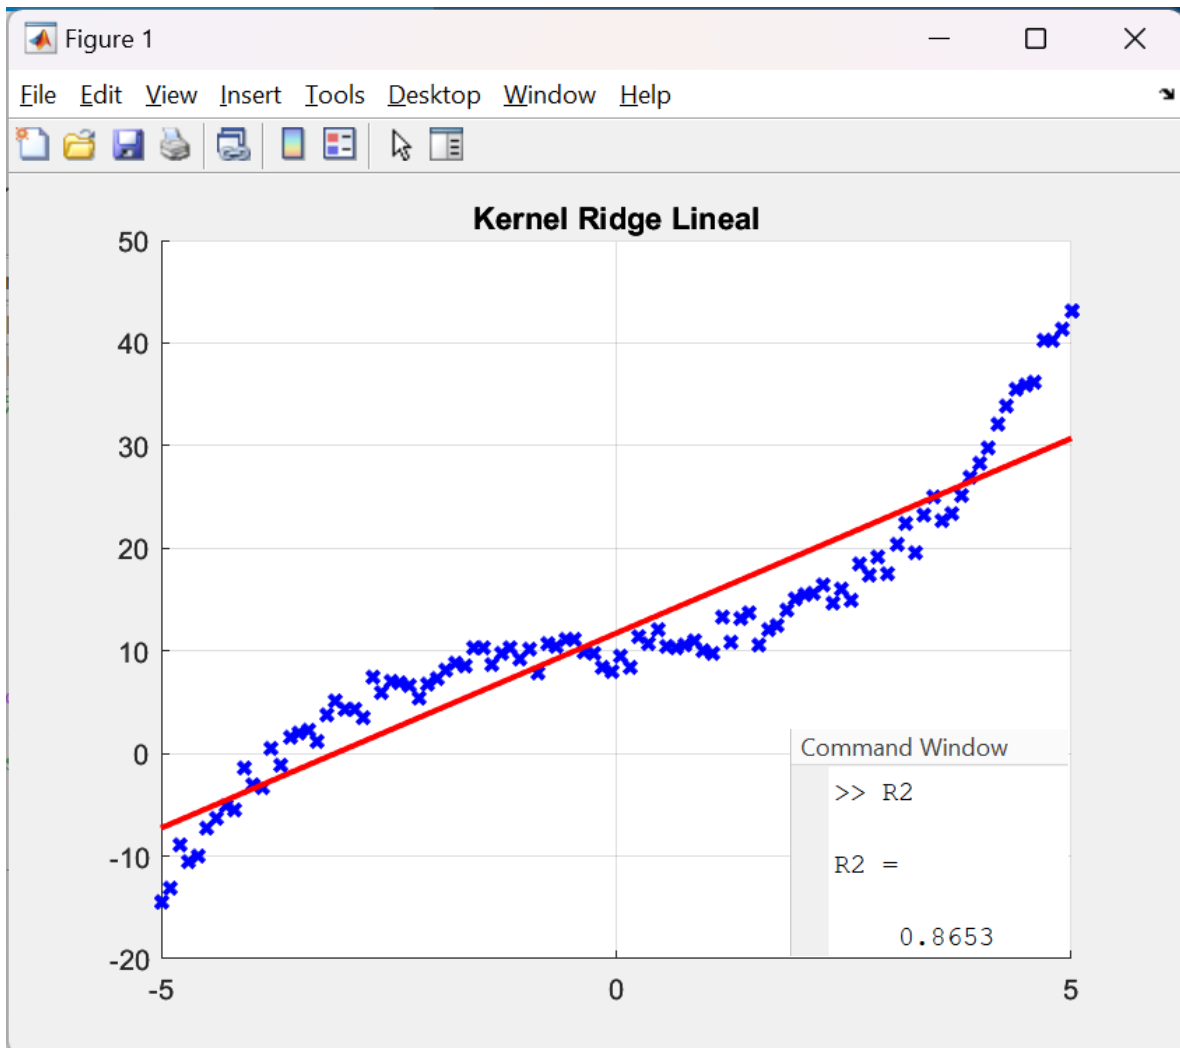 Figure 1
File Edit View Insert Tools Desktop Window Help
Kernel Ridge Lineal
50
40
30
20
10
0
-10
-20
-5 0 5
Command Window
>> R2
R2 =
0.8653